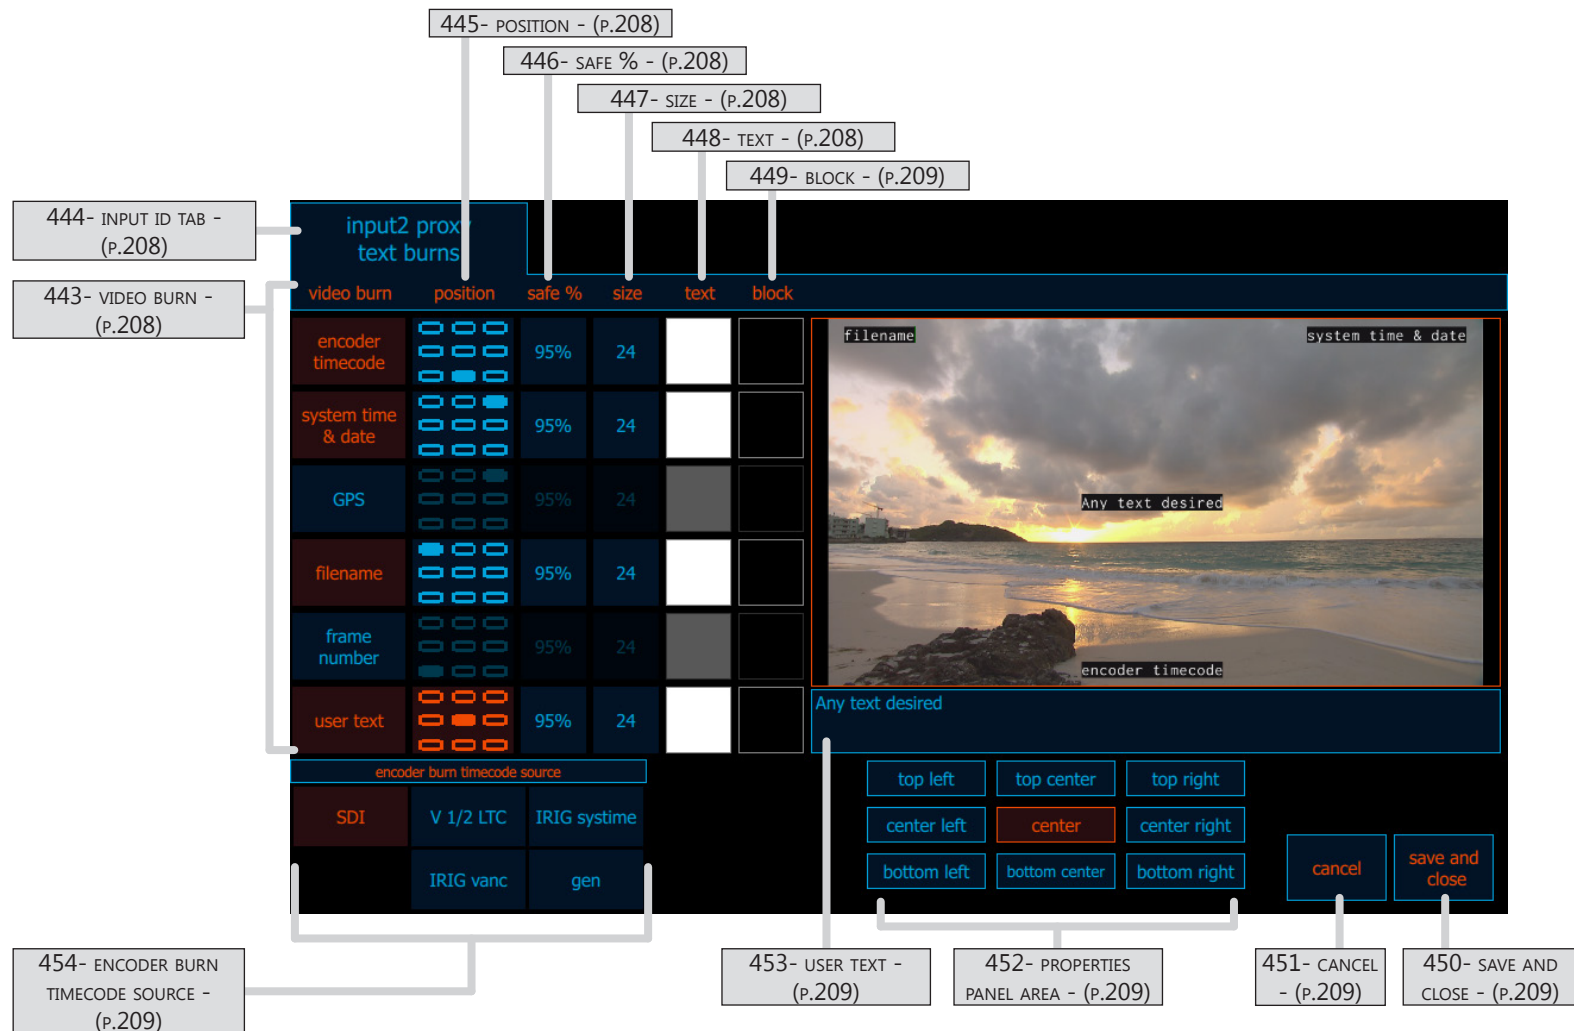 445- POSITION - (P.208)
446- SAFE % - (P.208)
447- SIZE - (P.208)
448- TEXT - (P.208)
449- BLOCK - (P.209)
444- INPUT ID TAB -
(P.208)
443- VIDEO BURN -
(P.208)
input2 proxy
text burns
video burn position safe % size text block
encoder
timecode
95% 24
system time
& date
95% 24
GPS
95% 24
filename
95% 24
frame
number
95% 24
user text
95% 24
filename
system time & date
Any text desired
encoder timecode
Any text desired
encoder burn timecode source
SDI V 1/2 LTC IRIG systime
IRIG vanc gen
top left top center top right
center left center center right
bottom left bottom center bottom right
cancel
save and
close
454- ENCODER BURN
TIMECODE SOURCE -
(P.209)
453- USER TEXT -
(P.209)
452- PROPERTIES
PANEL AREA - (P.209)
451- CANCEL
- (P.209)
450- SAVE AND
CLOSE - (P.209)